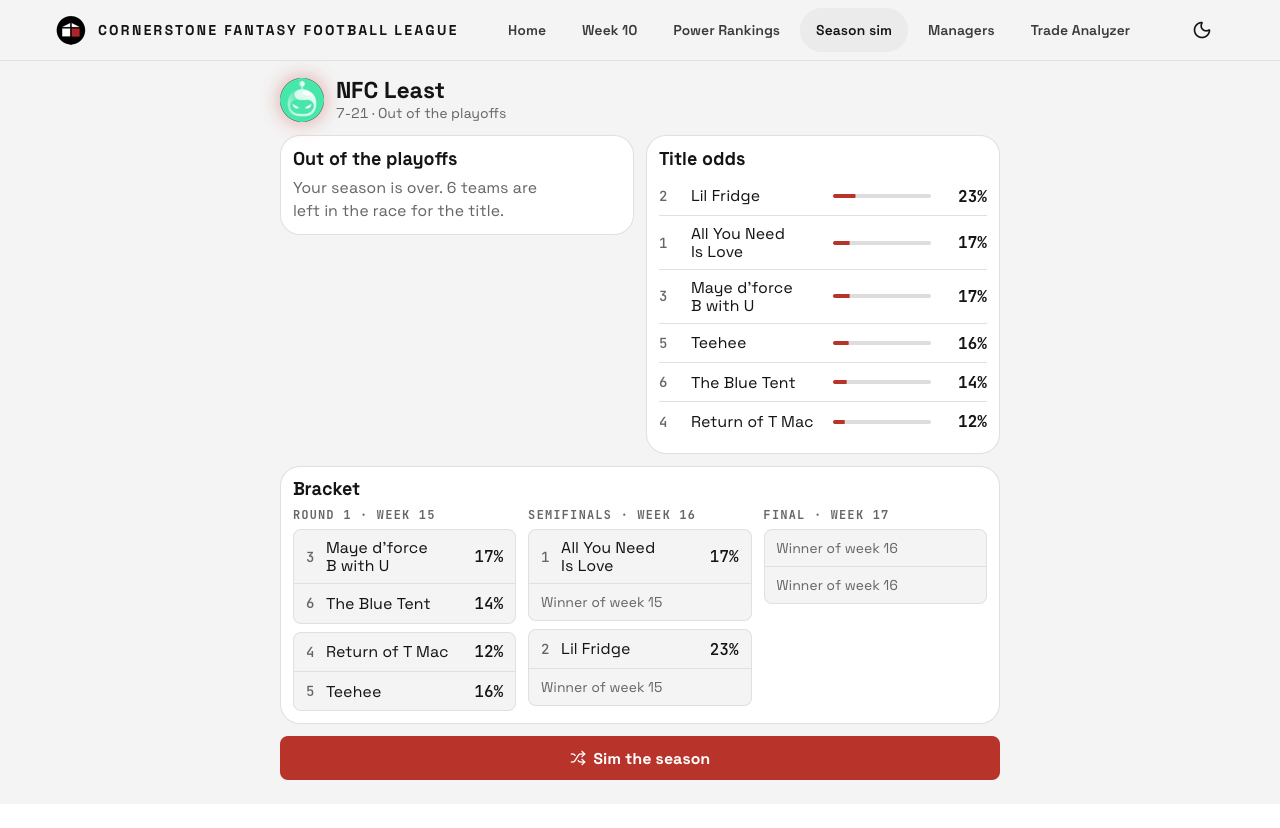 CORNERSTONE FANTASY FOOTBALL LEAGUE
Home
Week 10
Power Rankings
Season sim
Managers
Trade Analyzer
NFC Least
7-21 · Out of the playoffs
Out of the playoffs
Your season is over. 6 teams are
left in the race for the title.
Title odds
2 Lil Fridge 23%
1 All You Need
Is Love 17%
3 Maye d'force
B with U 17%
5 Teehee 16%
6 The Blue Tent 14%
4 Return of T Mac 12%
Bracket
ROUND 1 · WEEK 15
3 Maye d'force
B with U 17%
6 The Blue Tent 14%
4 Return of T Mac 12%
5 Teehee 16%
SEMIFINALS · WEEK 16
1 All You Need
Is Love 17%
Winner of week 15
2 Lil Fridge 23%
Winner of week 15
FINAL · WEEK 17
Winner of week 16
Winner of week 16
Sim the season